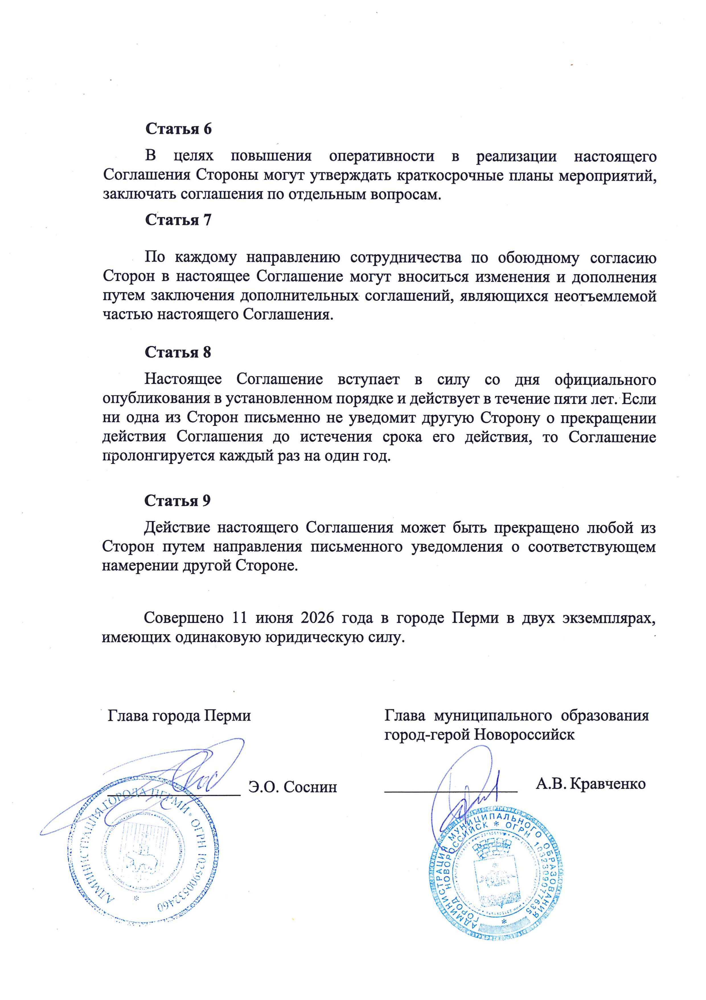 Статья 6
В целях повышения оперативности в реализации настоящего
Соглашения Стороны могут утверждать краткосрочные планы мероприятий,
заключать соглашения по отдельным вопросам.
Статья 7
По каждому направлению сотрудничества по обоюдному согласию
Сторон в настоящее Соглашение могут вноситься изменения и дополнения
путем заключения дополнительных соглашений, являющихся неотъемлемой
частью настоящего Соглашения.
Статья 8
Настоящее Соглашение вступает в силу со дня официального
опубликования в установленном порядке и действует в течение пяти лет. Если
ни одна из Сторон письменно не уведомит другую Сторону о прекращении
действия Соглашения до истечения срока его действия, то Соглашение
пролонгируется каждый раз на один год.
Статья 9
Действие настоящего Соглашения может быть прекращено любой из
Сторон путем направления письменного уведомления о соответствующем
намерении другой Стороне.
Совершено 11 июня 2026 года в городе Перми в двух экземплярах,
имеющих одинаковую юридическую силу.
Глава города Перми
Глава муниципального образования
город-герой Новороссийск
Э.О. Соснин
А.В. Кравченко
АДМИНИСТРАЦИЯ ГОРОДА ПЕРМИ * ОГРН 1025900532460 *
АДМИНИСТРАЦИЯ МУНИЦИПАЛЬНОГО ОБРАЗОВАНИЯ
ГОРОД НОВОРОССИЙСК * ОГРН 1032309077635 *